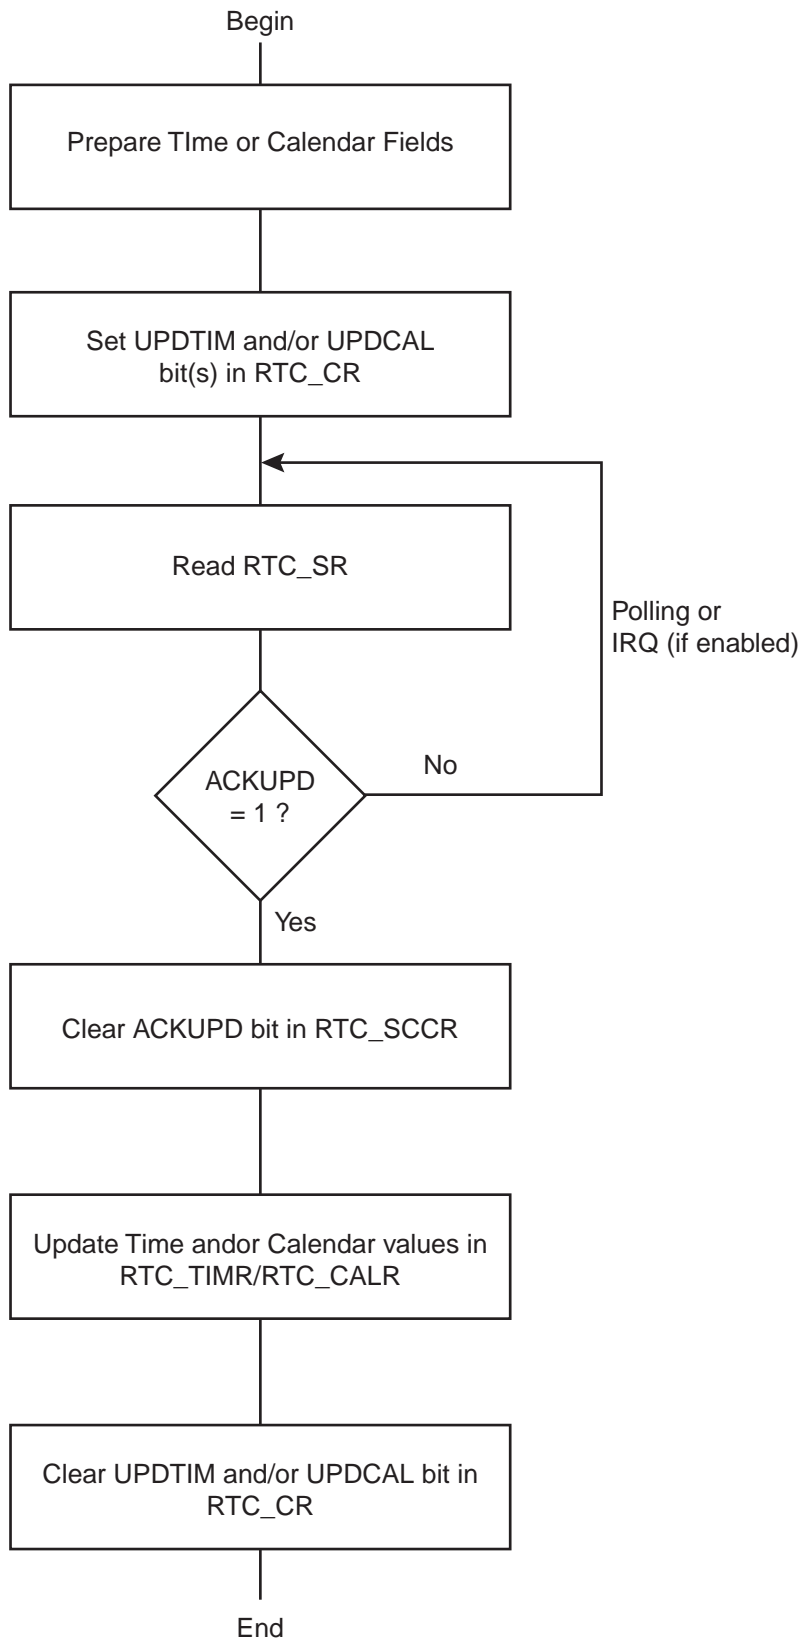 Begin
Prepare TIme or Calendar Fields
Set UPDTIM and/or UPDCAL
bit(s) in RTC_CR
Read RTC_SR
Polling or
IRQ (if enabled)
ACKUPD
= 1 ?
No
Yes
Clear ACKUPD bit in RTC_SCCR
Update Time andor Calendar values in
RTC_TIMR/RTC_CALR
Clear UPDTIM and/or UPDCAL bit in
RTC_CR
End